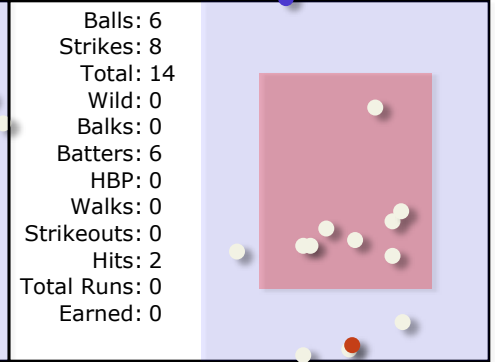 Balls: 6
Strikes: 8
Total: 14
Wild: 0
Balks: 0
Batters: 6
HBP: 0
Walks: 0
Strikeouts: 0
Hits: 2
Total Runs: 0
Earned: 0